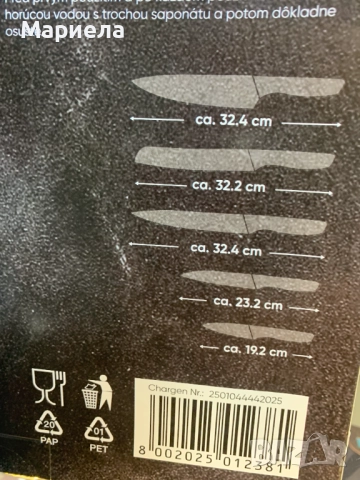 horúcou vodou s trochou saponátu a potom dôkladne
Мариела
ca. 32.4 cm
ca. 32.2 cm
ca. 32.4 cm
ca. 23.2 cm
ca. 19.2 cm
Chargen Nr.: 2501044442025
20
PAP
01
PET
8 002025 012381